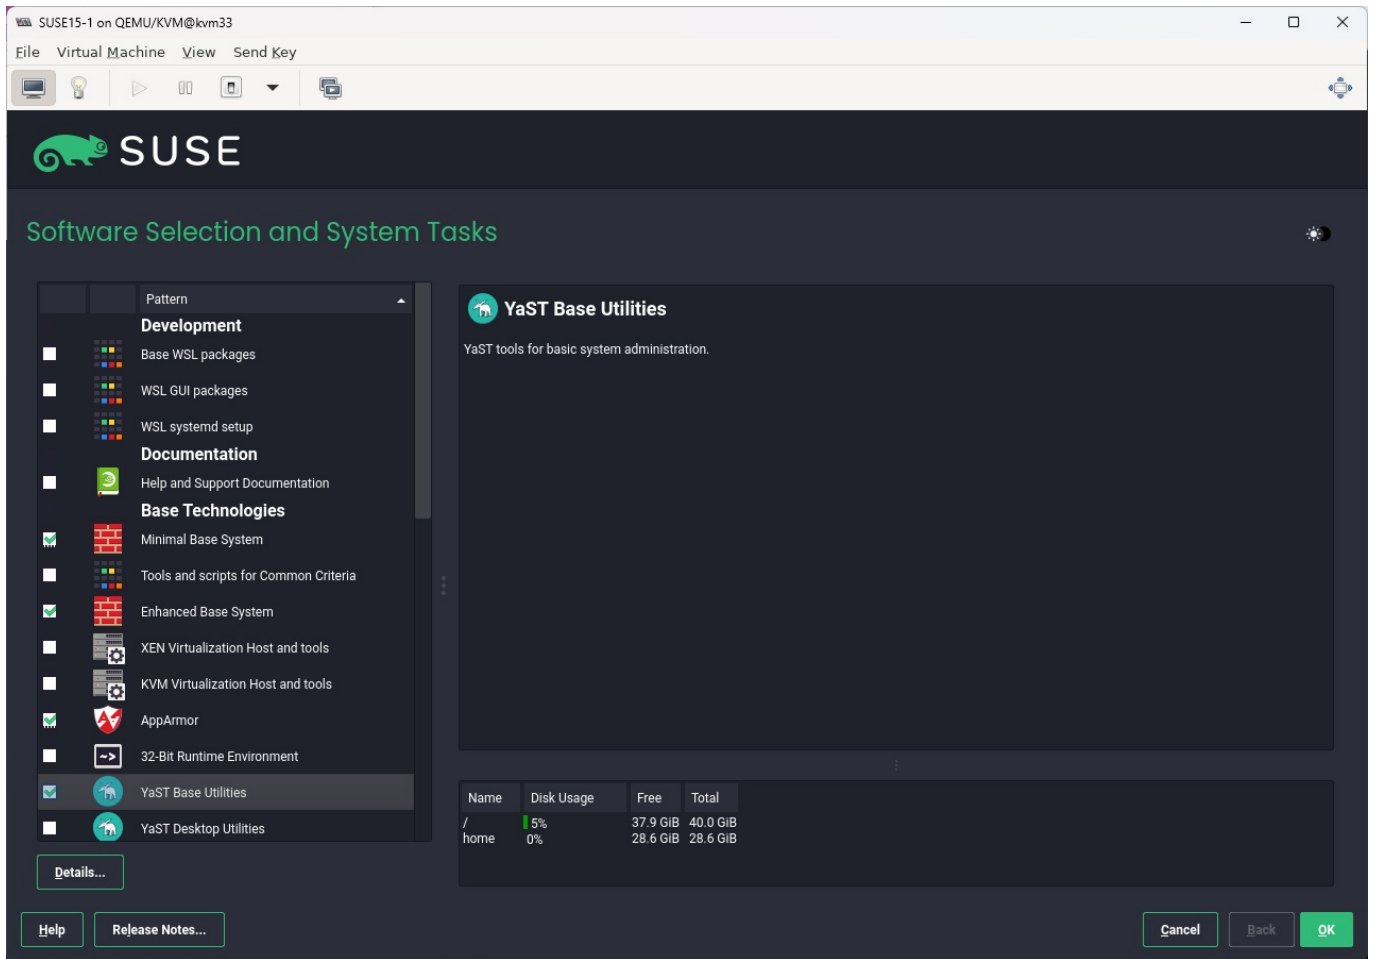 SUSE15-1 on QEMU/KVM@kvm33
File Virtual Machine View Send Key
SUSE
Software Selection and System Tasks
Pattern
Development
Base WSL packages
WSL GUI packages
WSL systemd setup
Documentation
Help and Support Documentation
Base Technologies
Minimal Base System
Tools and scripts for Common Criteria
Enhanced Base System
XEN Virtualization Host and tools
KVM Virtualization Host and tools
AppArmor
32-Bit Runtime Environment
YaST Base Utilities
YaST Desktop Utilities
Details...
YaST Base Utilities
YaST tools for basic system administration.
Name Disk Usage Free Total
/ 5% 37.9 GiB 40.0 GiB
home 0% 28.6 GiB 28.6 GiB
Help Release Notes... Cancel Back OK